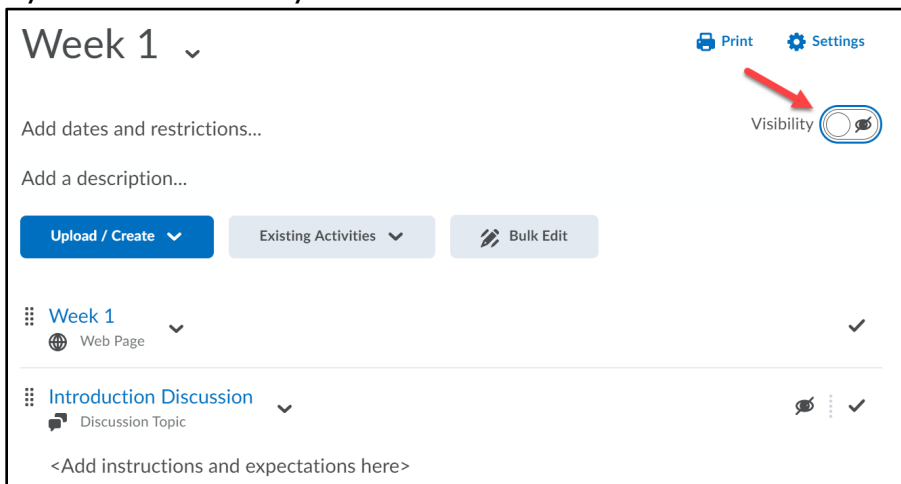 Week 1
Print Settings
Add dates and restrictions...
Visibility
Add a description...
Upload / Create Existing Activities Bulk Edit
Week 1
Web Page
Introduction Discussion
Discussion Topic
<Add instructions and expectations here>